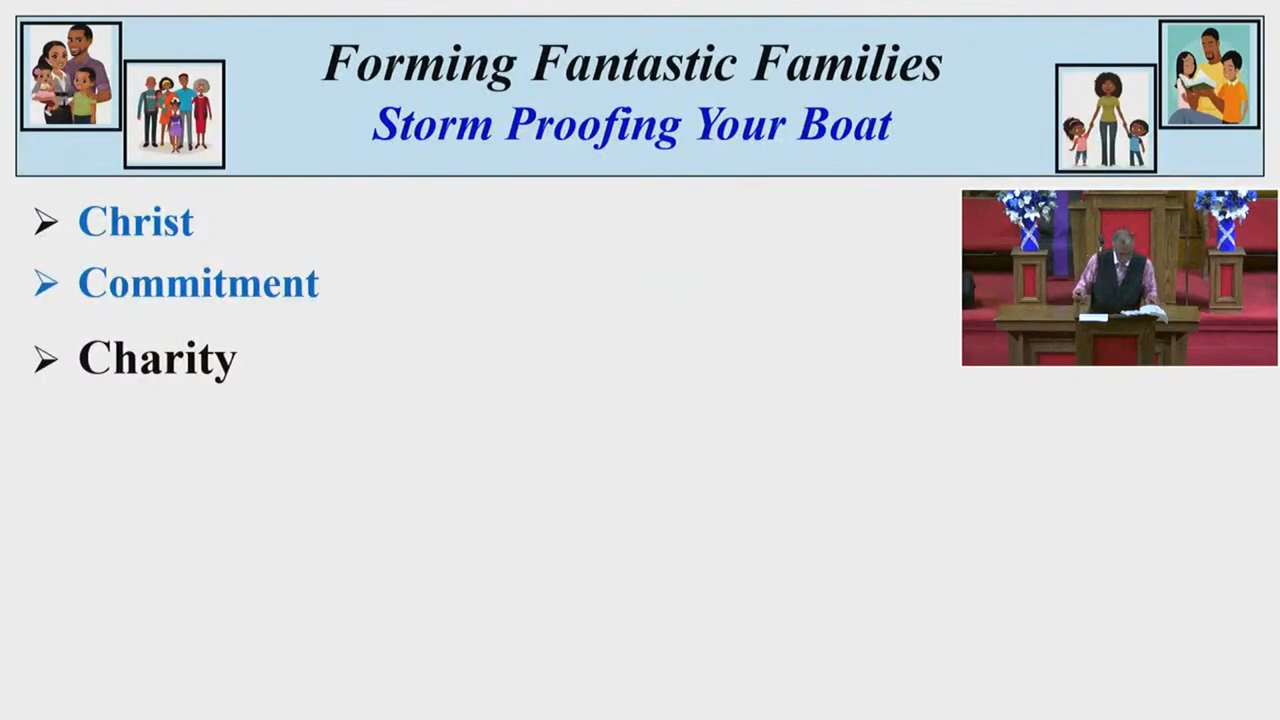 Forming Fantastic Families
Storm Proofing Your Boat
Christ
Commitment
Charity